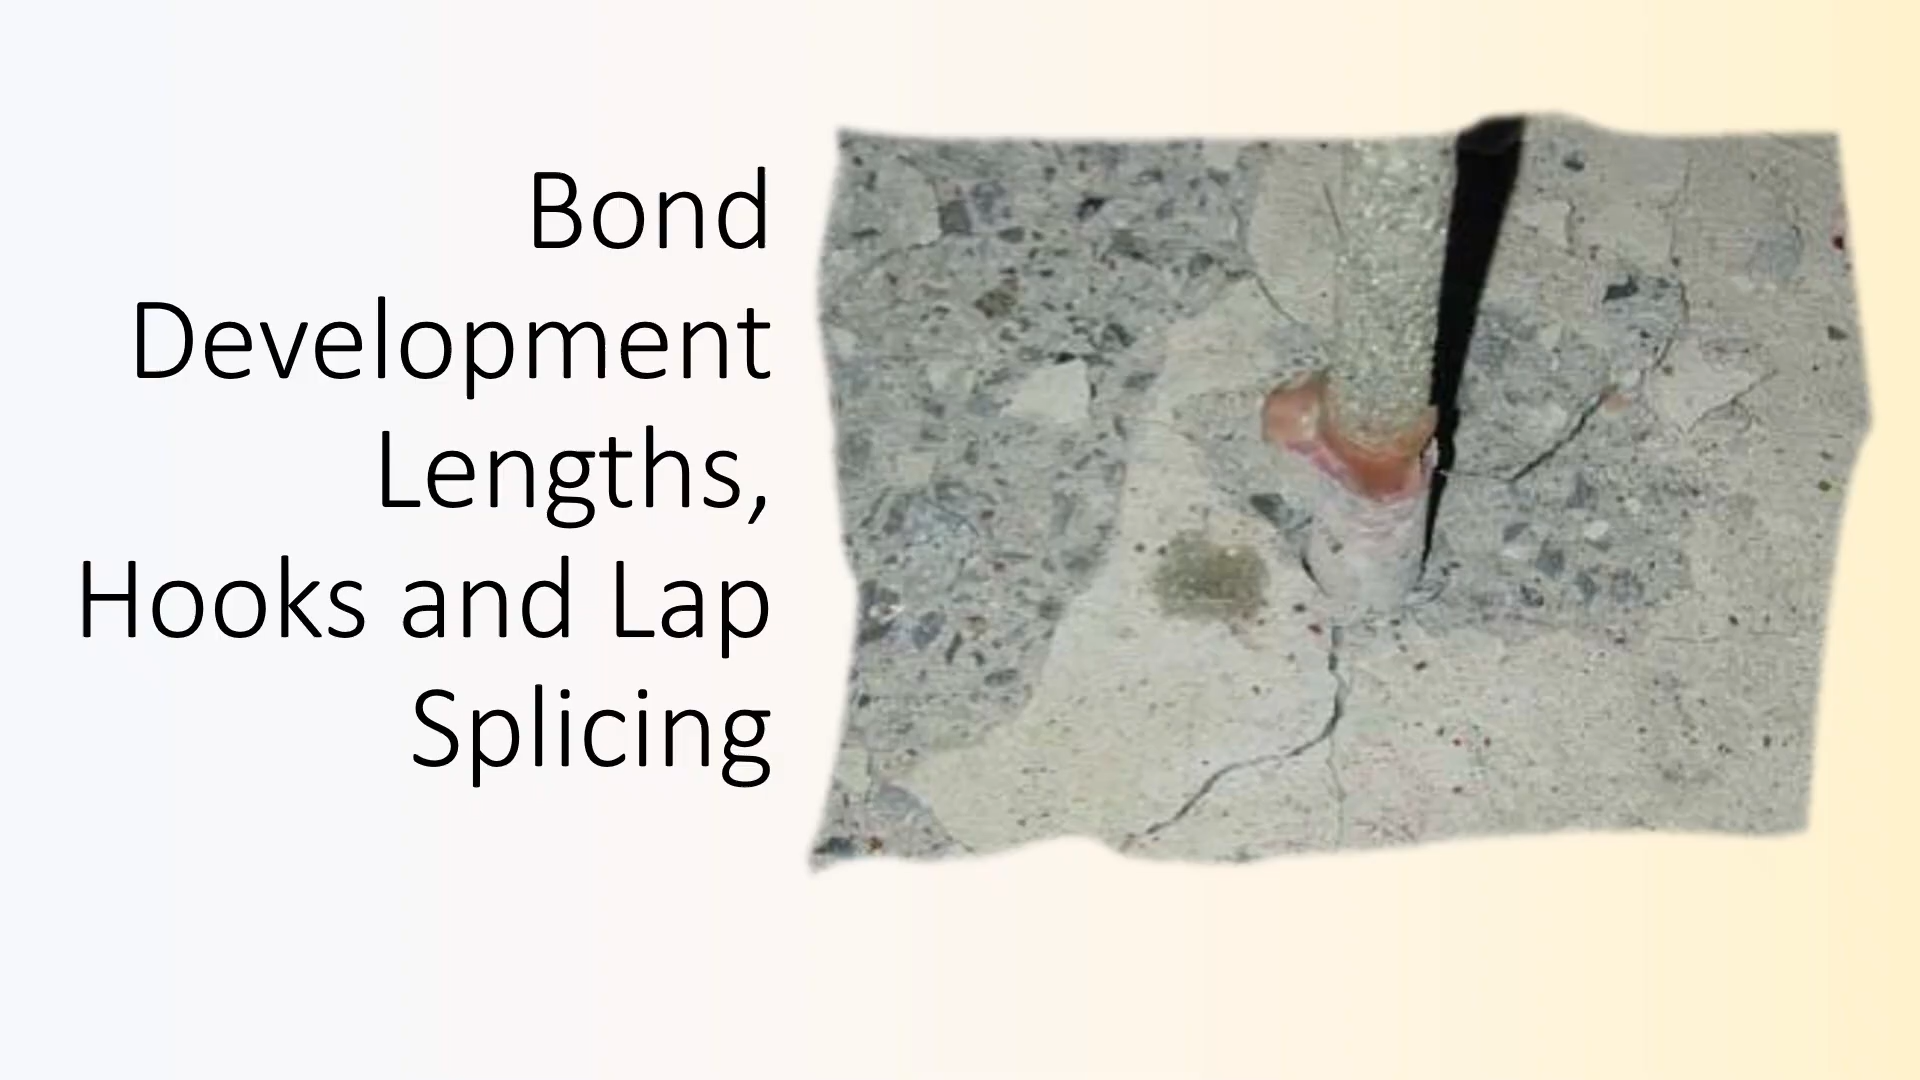 Bond
Development
Lengths,
Hooks and Lap
Splicing